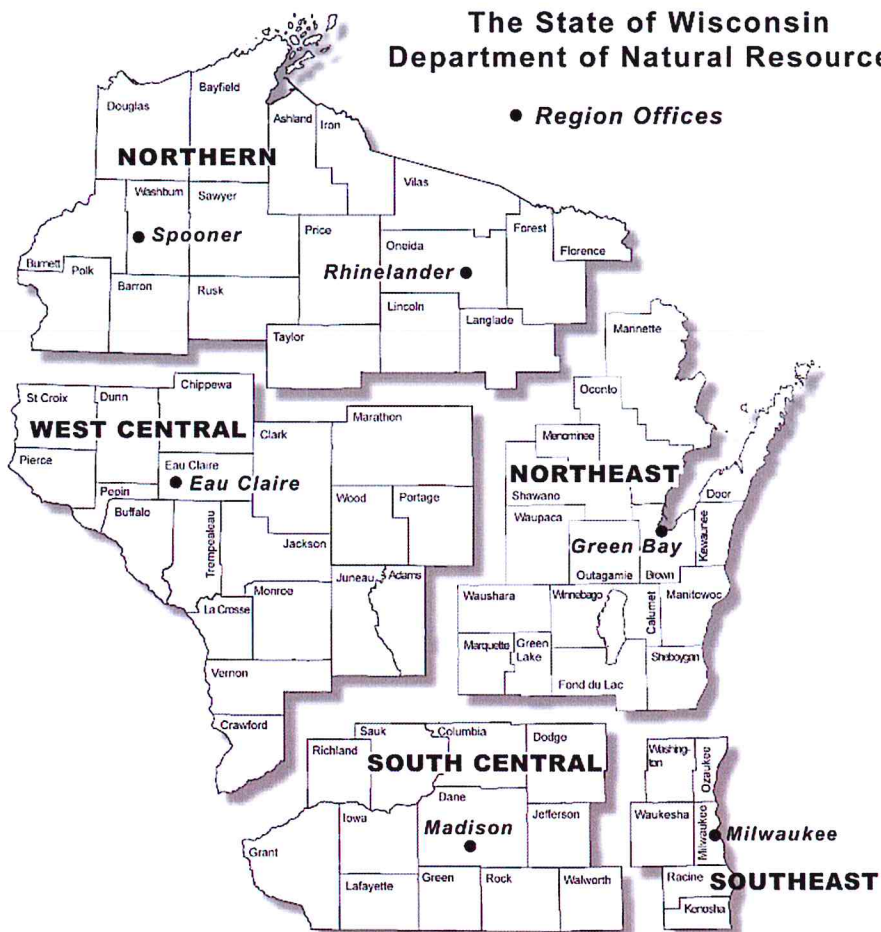 The State of Wisconsin
Department of Natural Resource
Region Offices
Douglas
Bayfield
Ashland
Iron
NORTHERN
Washburn
Sawyer
Vilas
Spooner
Price
Oneida
Forest
Florence
Burnett
Polk
Rhinelander
Barron
Rusk
Lincoln
Langlade
Taylor
Marinette
Chippewa
St Croix
Dunn
Oconto
Marathon
WEST CENTRAL
Clark
Menominee
Pierce
Eau Claire
Eau Claire
NORTHEAST
Pepin
Wood
Portage
Shawano
Door
Buffalo
Waupaca
Trempealeau
Jackson
Green Bay
Kewaunee
Outagamie
Brown
Juneau
Adams
Monroe
Waushara
Winnebago
Calumet
Manitowoc
La Crosse
Marquette
Green
Lake
Sheboygan
Vernon
Fond du Lac
Crawford
Sauk
Columbia
Dodge
Richland
SOUTH CENTRAL
Washing-
ton
Ozaukee
Dane
Iowa
Madison
Jefferson
Waukesha
Milwaukee
Milwaukee
Grant
Lafayette
Green
Rock
Walworth
Racine
SOUTHEAST
Kenosha